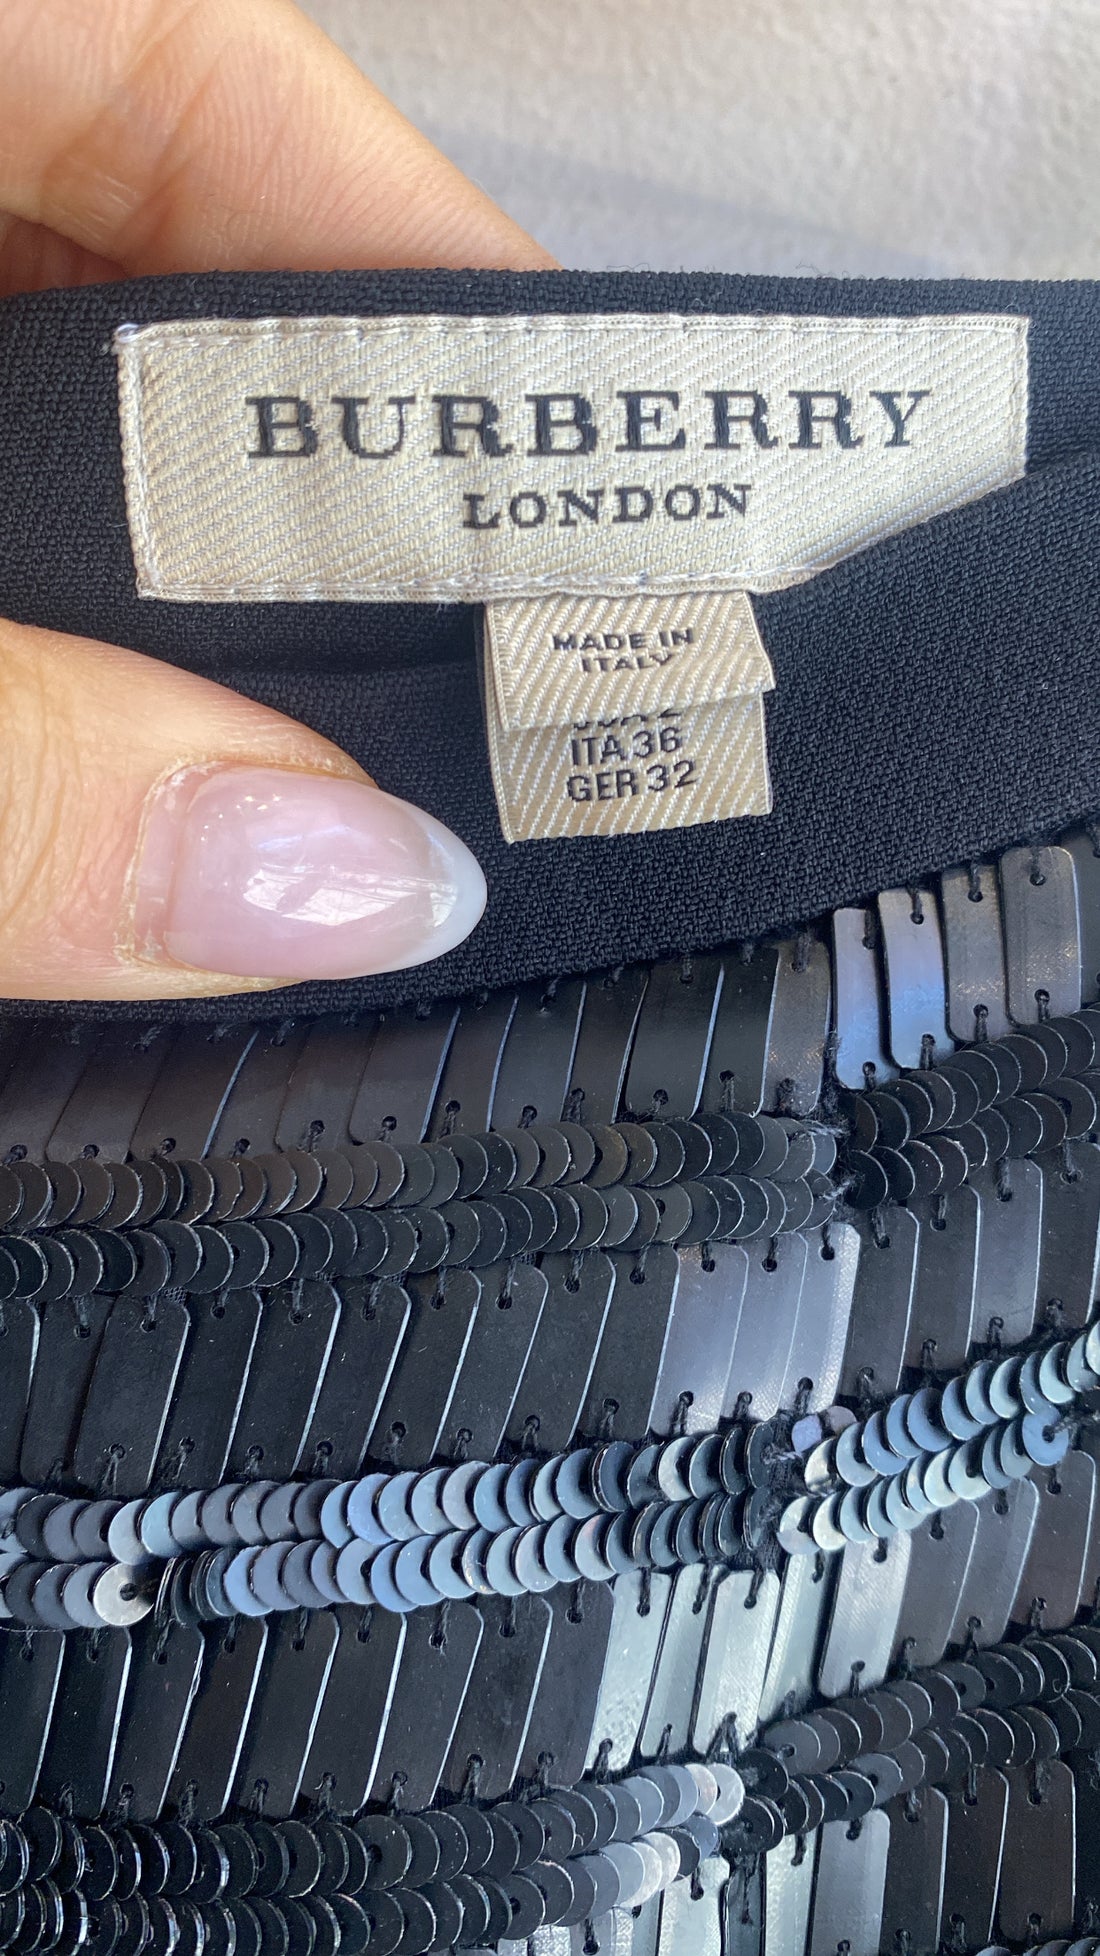 BURBERRY
LONDON
MADE IN
ITALY
ITA 36
GER 32